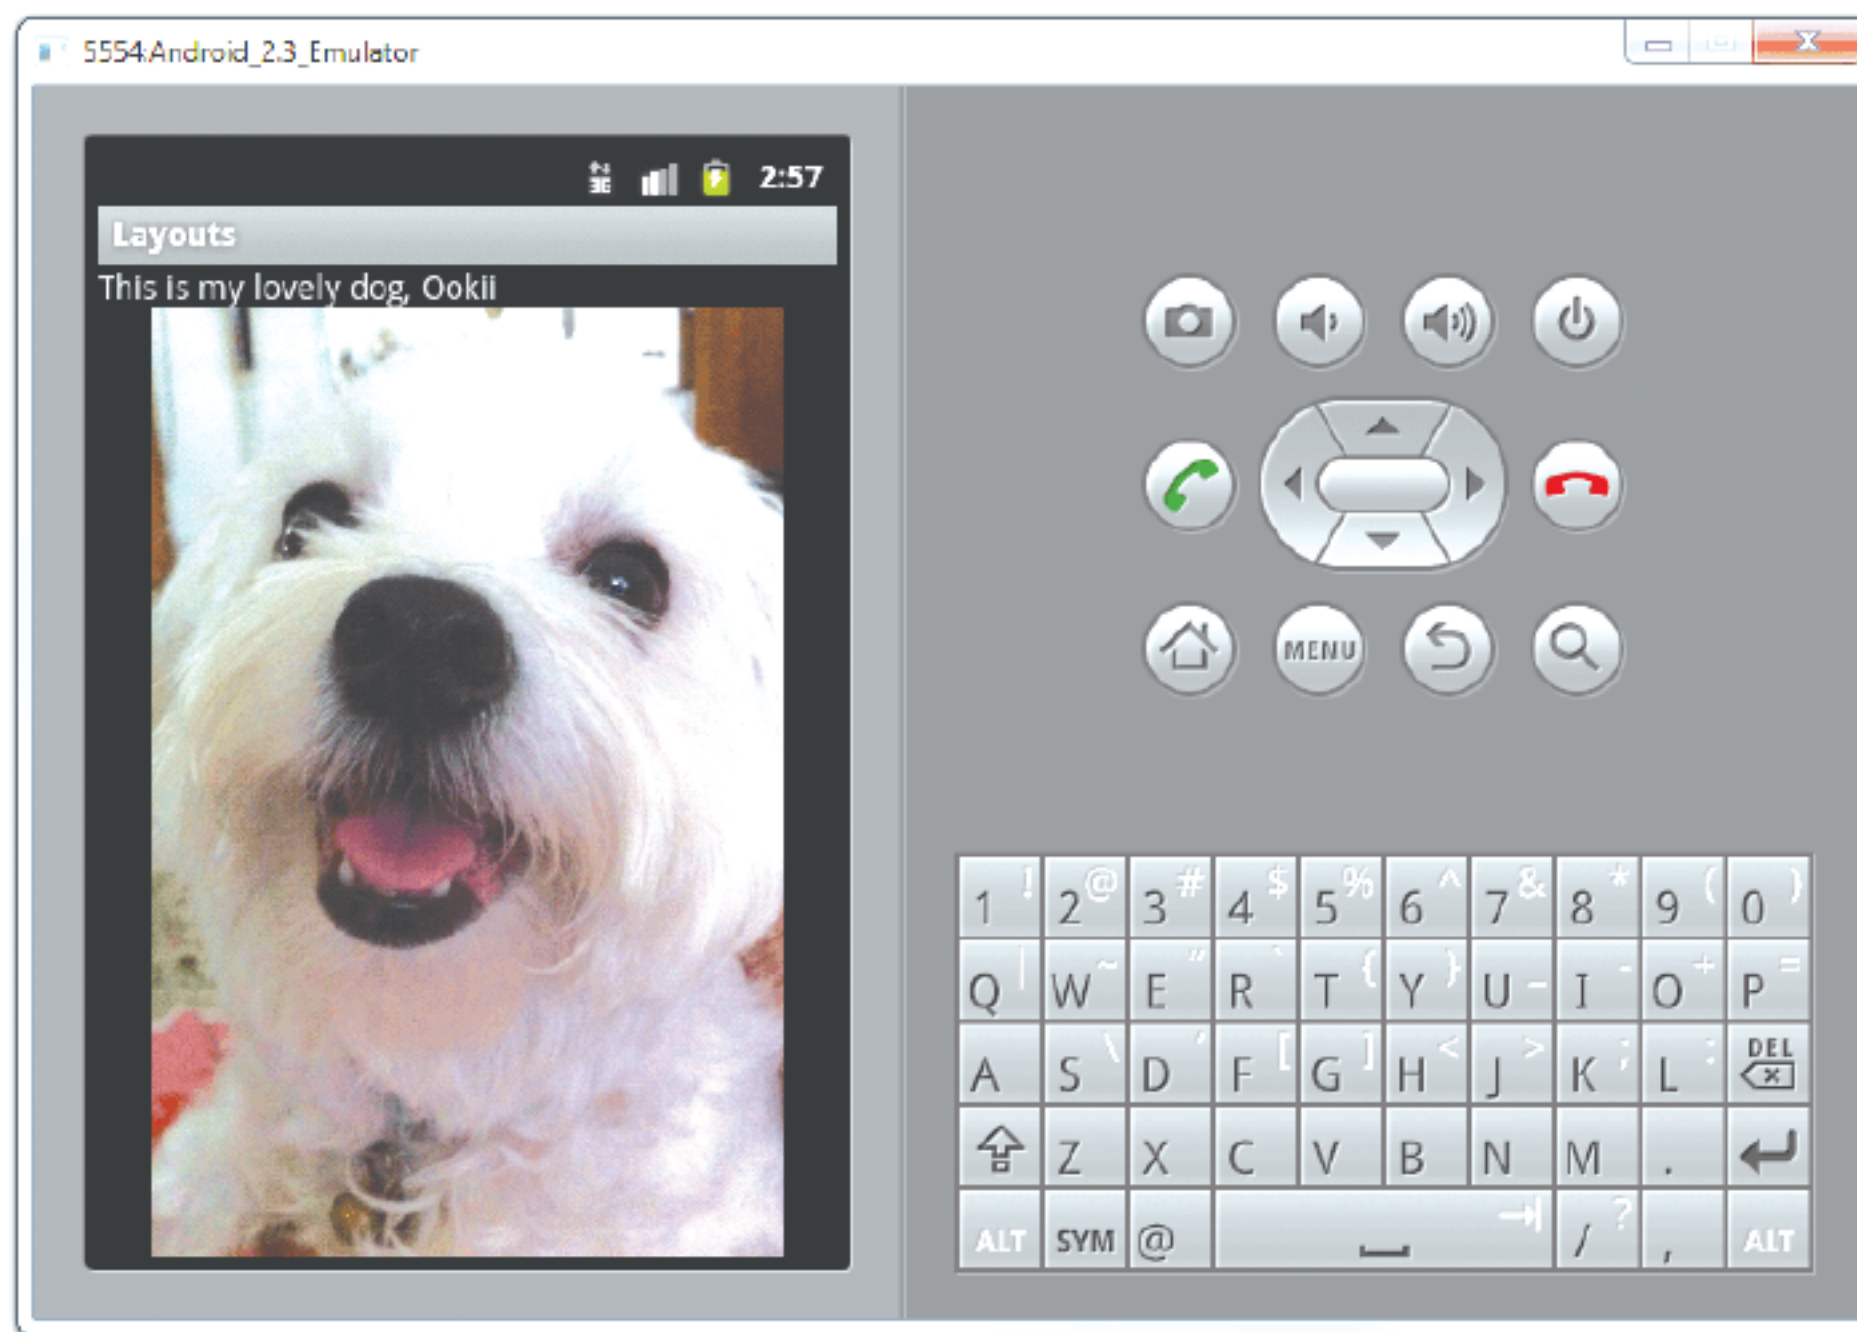 5554:Android_2.3_Emulator
3G 2:57
Layouts
This is my lovely dog, Ookii
MENU
1 ! 2 @ 3 # 4 $ 5 % 6 ^ 7 & 8 * 9 ( 0 )
Q | W ~ E " R ` T { Y } U _ I - O + P =
A S \ D ' F [ G ] H < J > K ; L : DEL
Z X C V B N M .
ALT SYM @ / ? , ALT